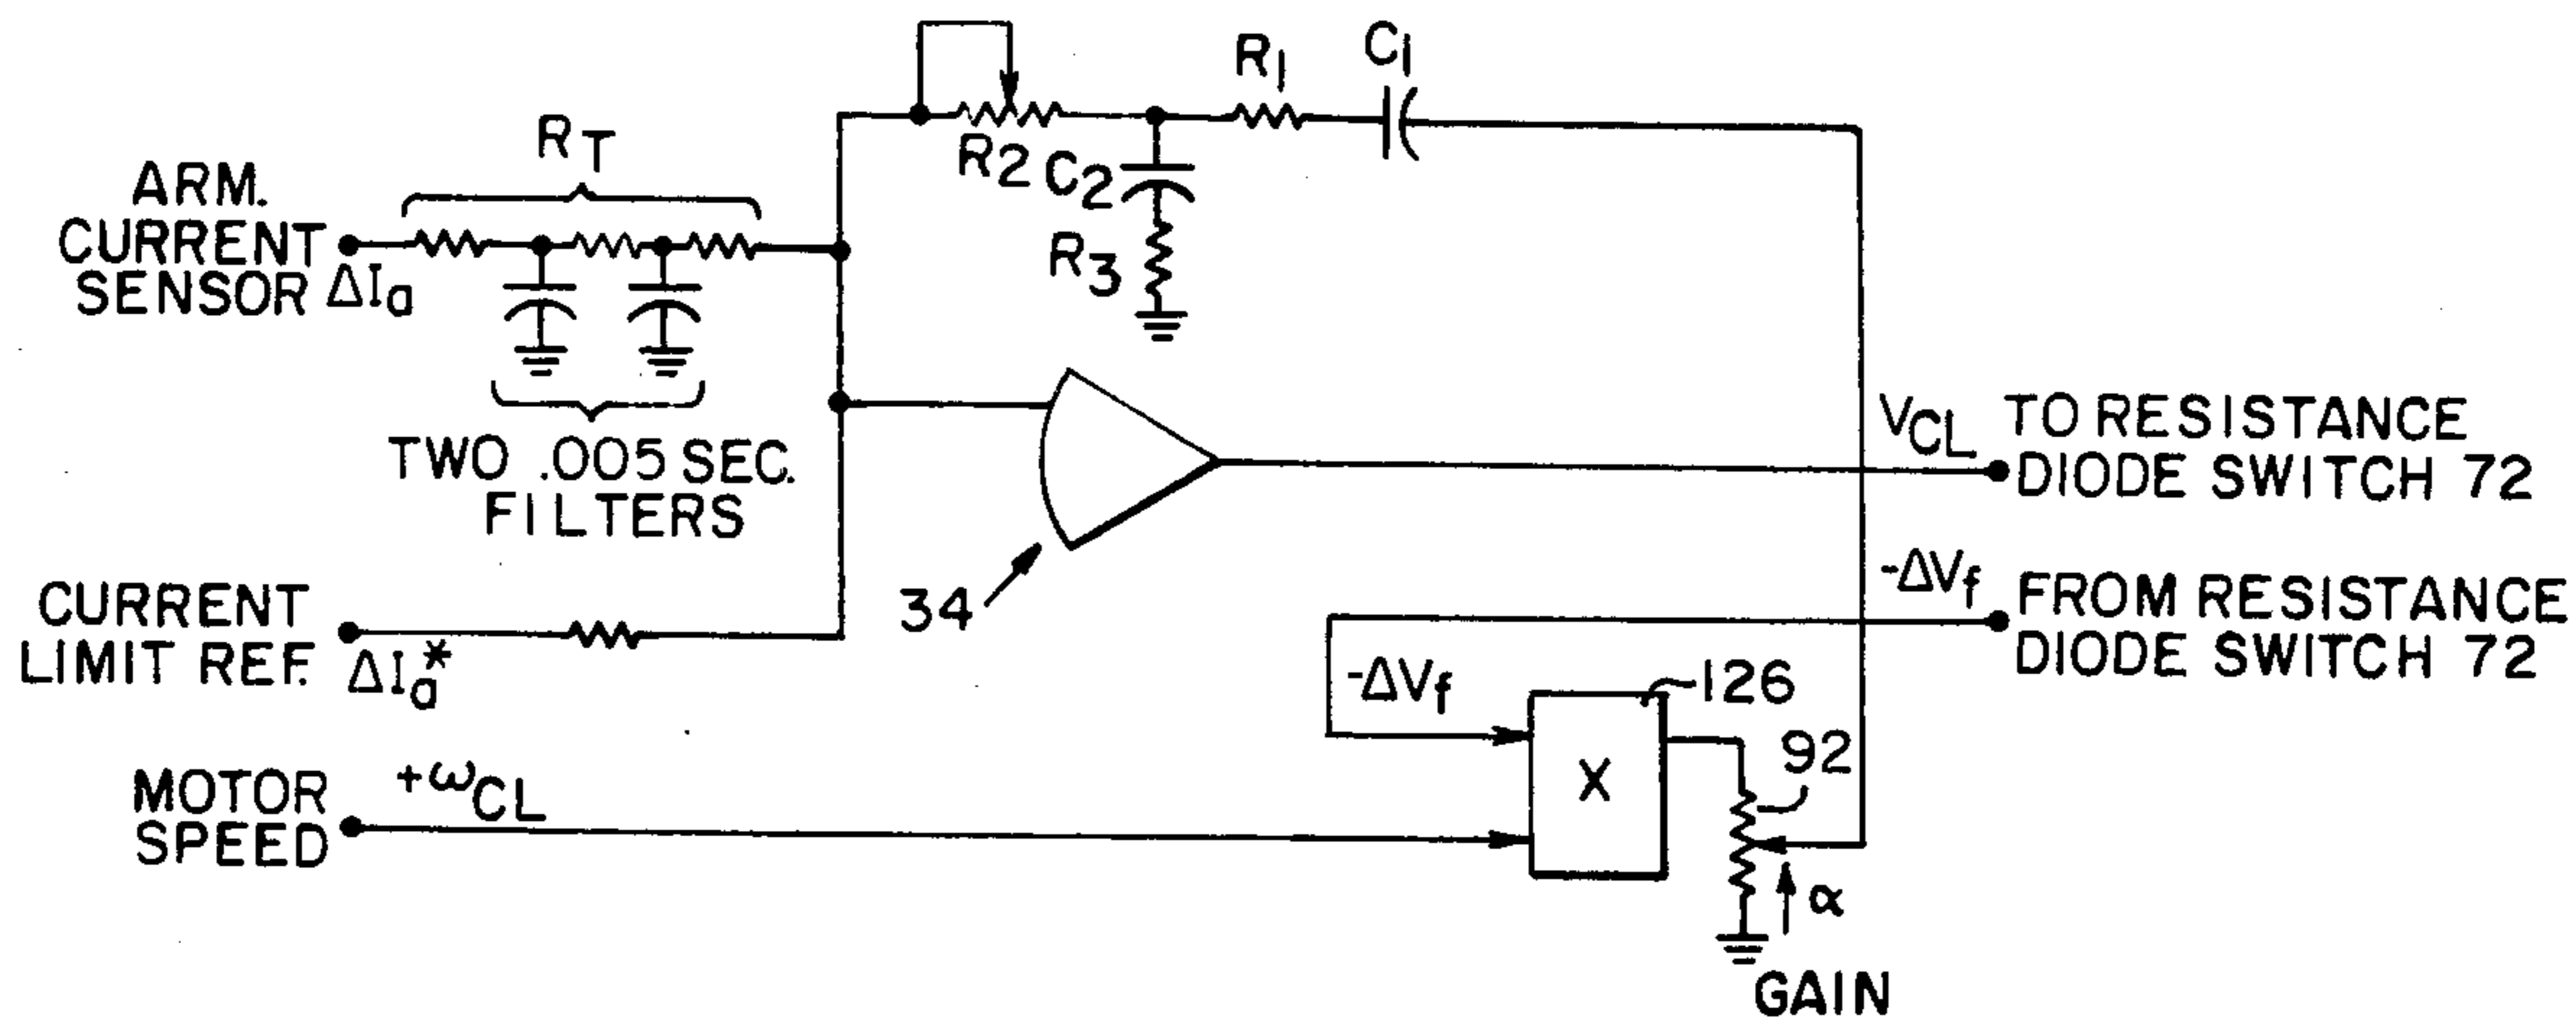 R1
C1
RT
R2
C2
R3
ARM.
CURRENT
SENSOR ΔIa
TWO .005 SEC.
FILTERS
VCL
TO RESISTANCE
DIODE SWITCH 72
34
CURRENT
LIMIT REF. ΔIa*
-ΔVf
FROM RESISTANCE
DIODE SWITCH 72
-ΔVf
126
X
92
MOTOR
SPEED
+ωCL
α
GAIN